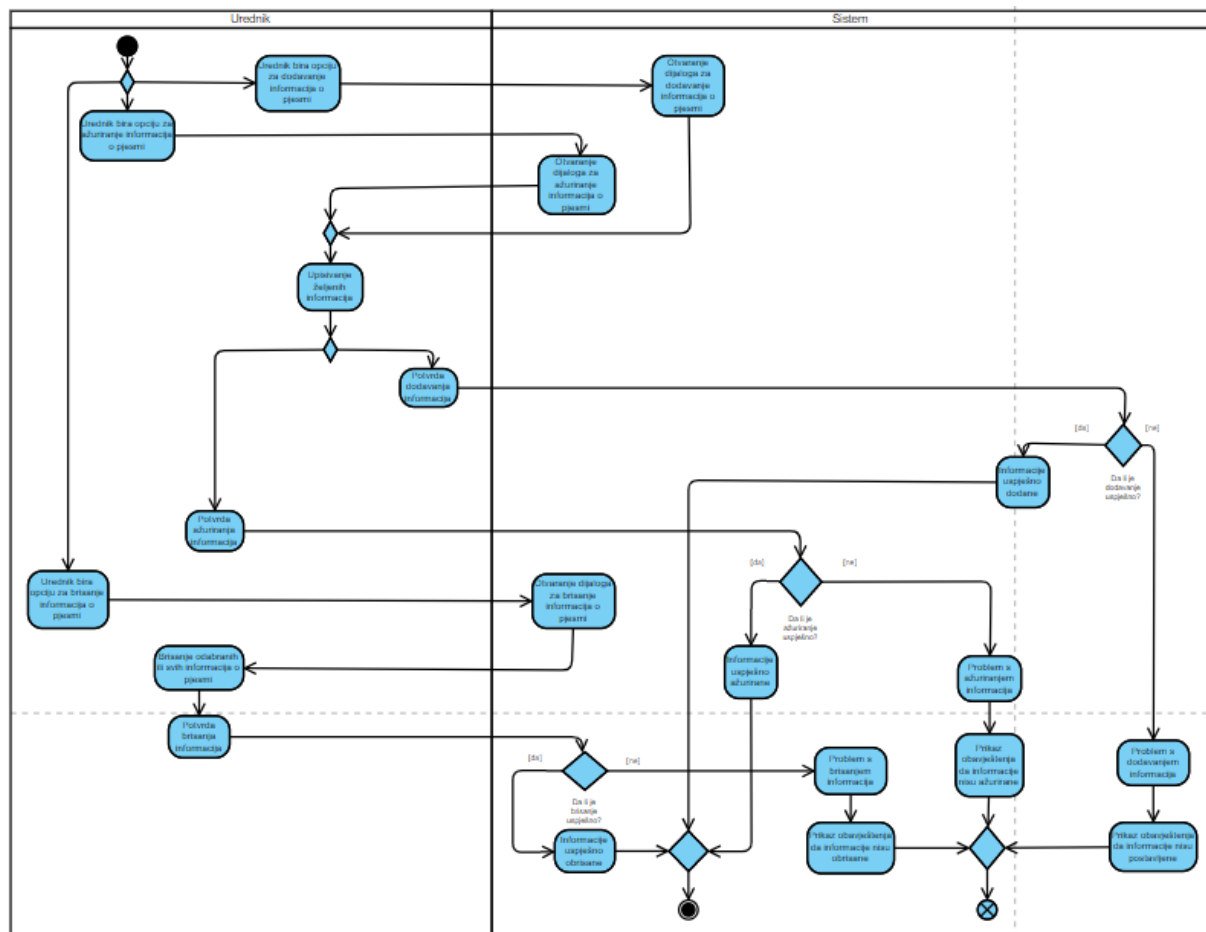 Urednik
Sistem
Urednik bira opciju
za dodavanje
informacija o
pjesmi
Otvaranje
dijaloga za
dodavanje
informacija o
pjesmi
Urednik bira opciju za
ažuriranje informacija
o pjesmi
Otvaranje
dijaloga za
ažuriranje
informacija o
pjesmi
Upisivanje
željenih
informacija
Potvrda
dodavanja
informacija
[da]
[ne]
Da li je
dodavanje
uspješno?
Informacije
uspješno
dodane
Potvrda
ažuriranja
informacija
[da]
[ne]
Da li je
ažuriranje
uspješno?
Urednik bira
opciju za brisanje
informacija o
pjesmi
Otvaranje dijaloga
za brisanje
informacija o
pjesmi
Informacije
uspješno
ažurirane
Brisanje odabranih
ili svih informacija o
pjesmi
Problem s
ažuriranjem
informacija
Potvrda
brisanja
informacija
[da]
[ne]
Da li je
brisanje
uspješno?
Problem s
brisanjem
informacija
Prikaz
obavještenja
da informacije
nisu ažurirane
Problem s
dodavanjem
informacija
Informacije
uspješno
obrisane
Prikaz obavještenja
da informacije nisu
obrisane
Prikaz obavještenja
da informacije nisu
postavljene